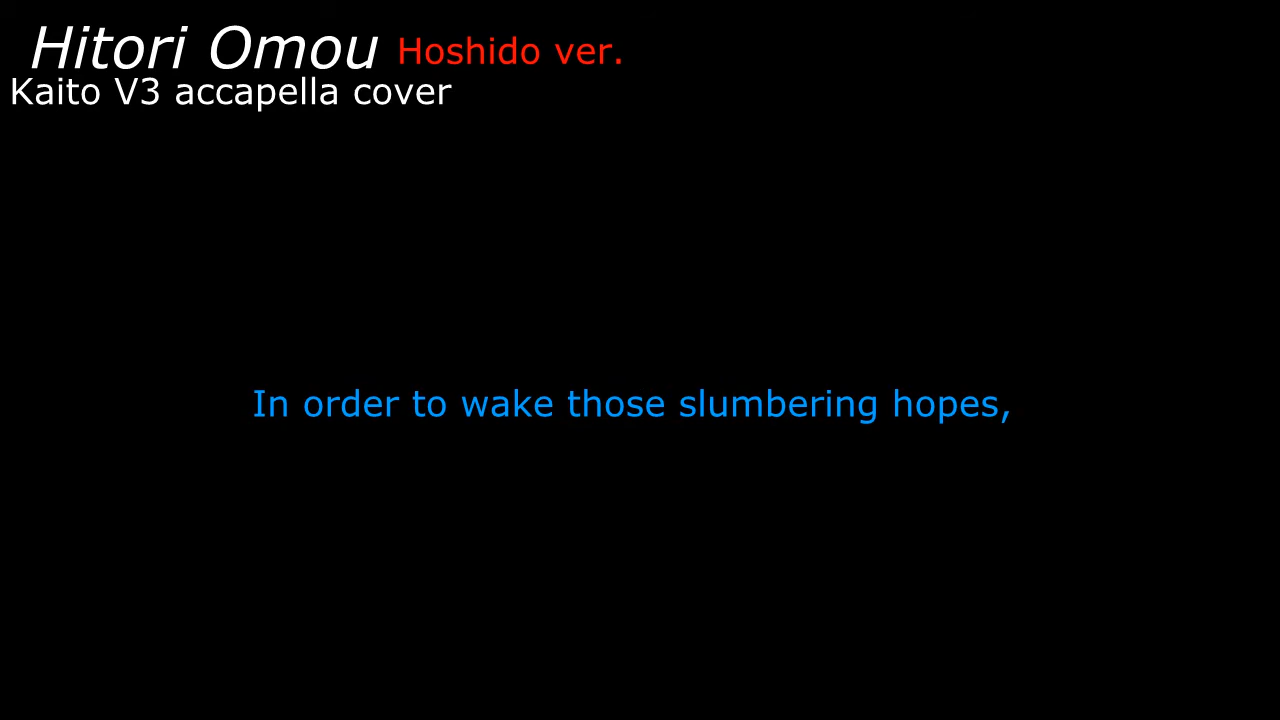 Hitori Omou Hoshido ver.
Kaito V3 accapella cover
In order to wake those slumbering hopes,